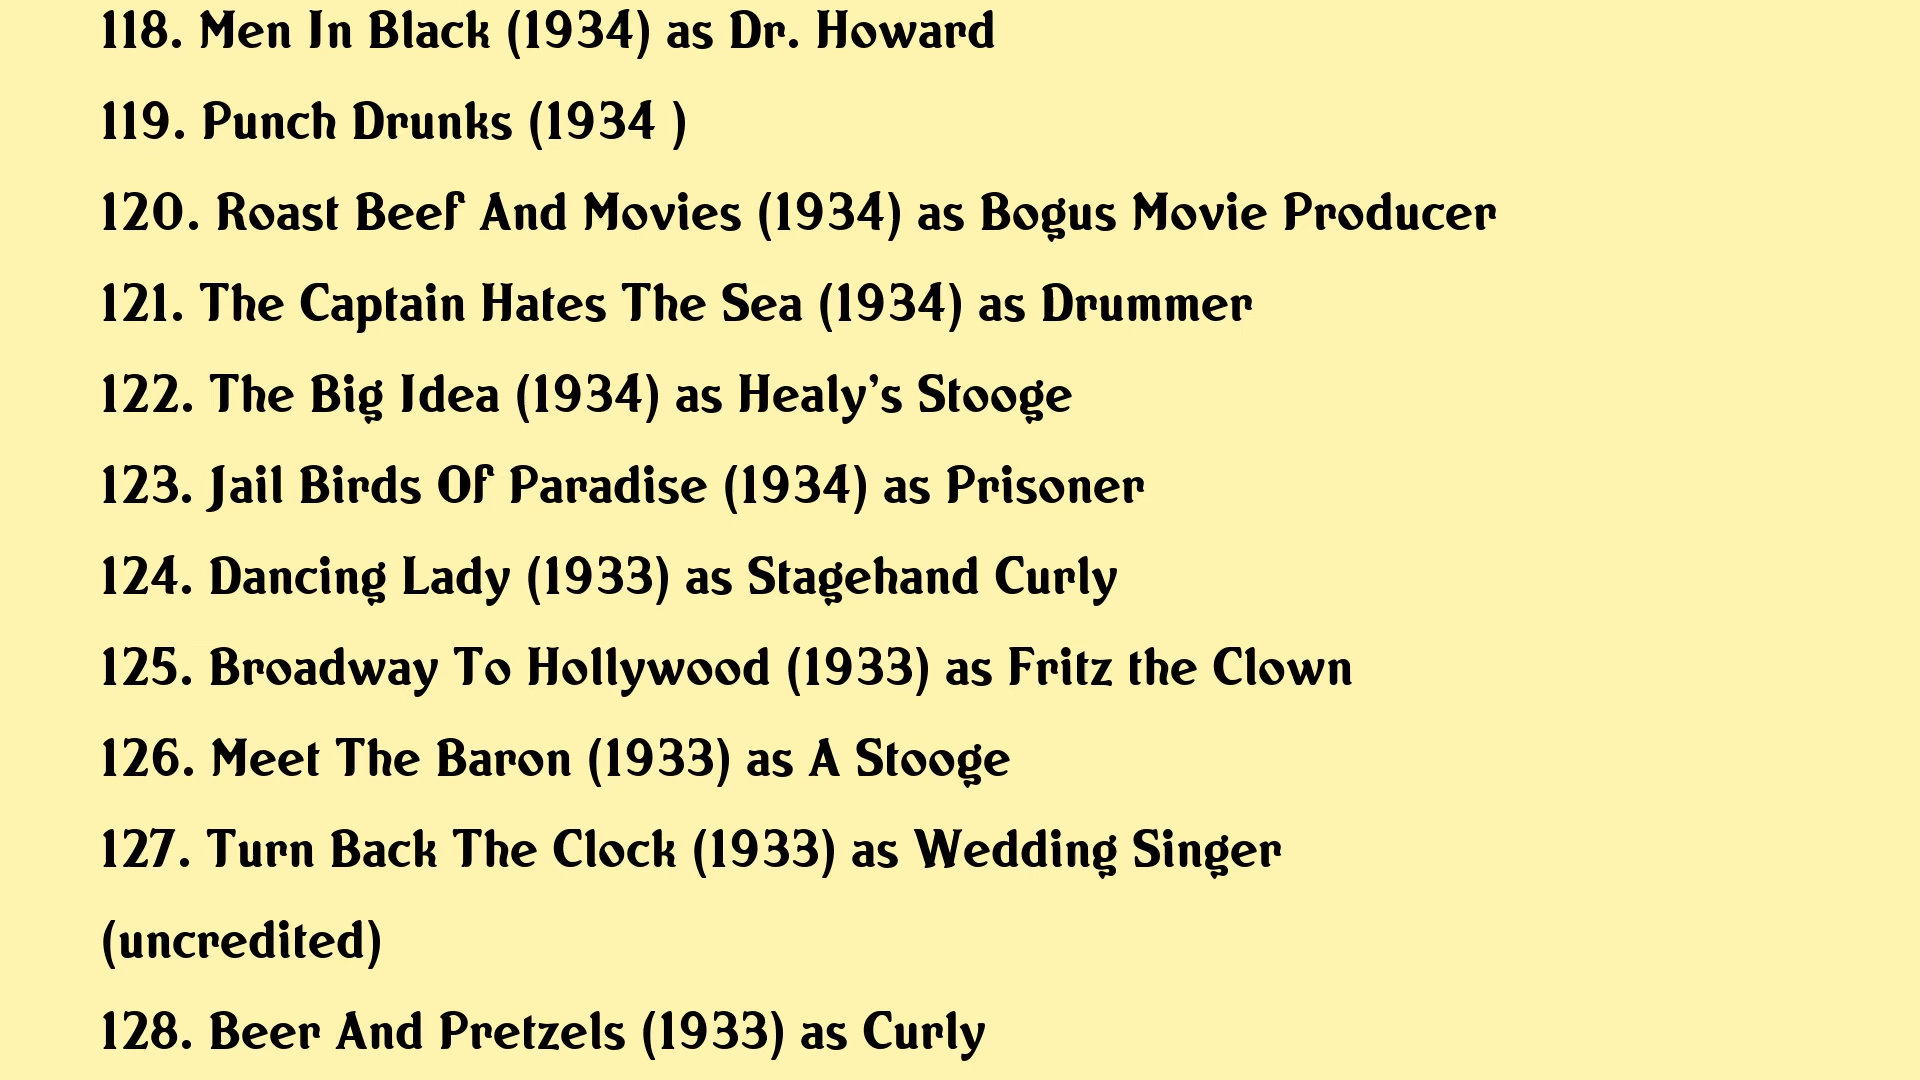 118. Men In Black (1934) as Dr. Howard
119. Punch Drunks (1934 )
120. Roast Beef And Movies (1934) as Bogus Movie Producer
121. The Captain Hates The Sea (1934) as Drummer
122. The Big Idea (1934) as Healy's Stooge
123. Jail Birds Of Paradise (1934) as Prisoner
124. Dancing Lady (1933) as Stagehand Curly
125. Broadway To Hollywood (1933) as Fritz the Clown
126. Meet The Baron (1933) as A Stooge
127. Turn Back The Clock (1933) as Wedding Singer
(uncredited)
128. Beer And Pretzels (1933) as Curly